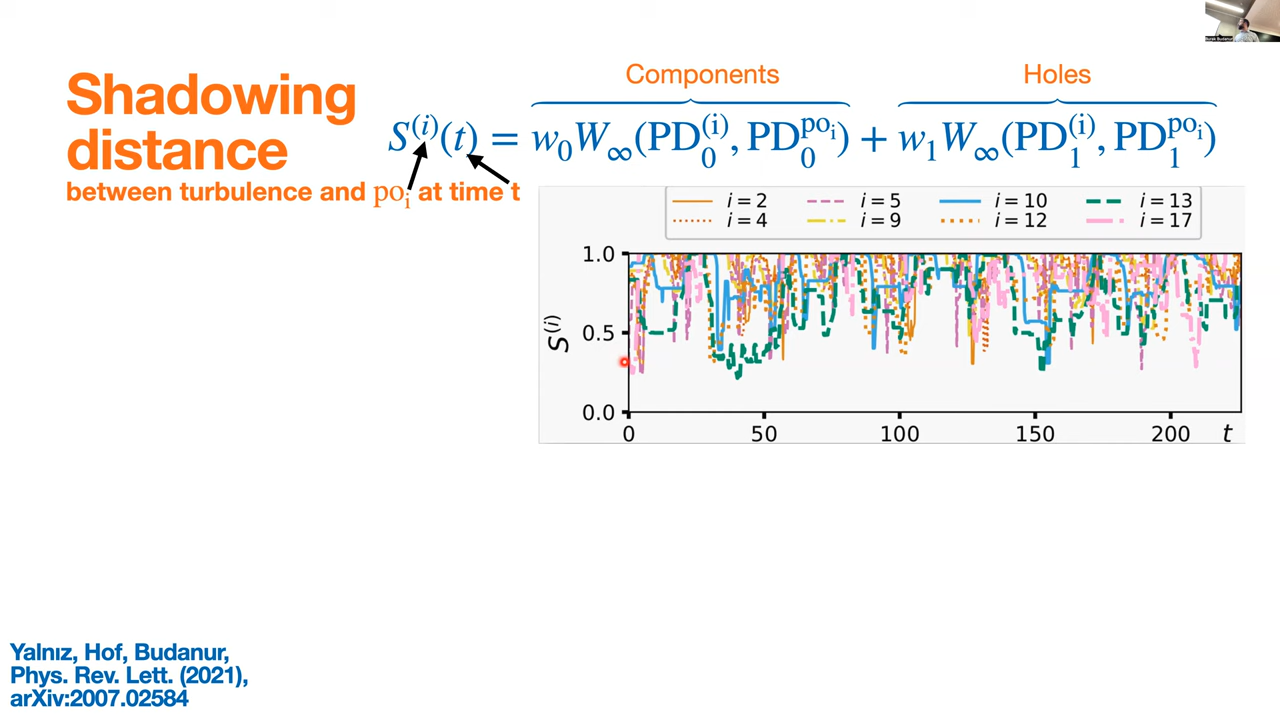 Shadowing
distance
between turbulence and po_i at time t
Components
Holes
S^(i)(t) = w_0 W_∞(PD_0^(i), PD_0^po_i) + w_1 W_∞(PD_1^(i), PD_1^po_i)
i = 2 i = 5 i = 10 i = 13
i = 4 i = 9 i = 12 i = 17
1.0
0.5
0.0
S^(i)
0 50 100 150 200 t
Yalnız, Hof, Budanur,
Phys. Rev. Lett. (2021),
arXiv:2007.02584